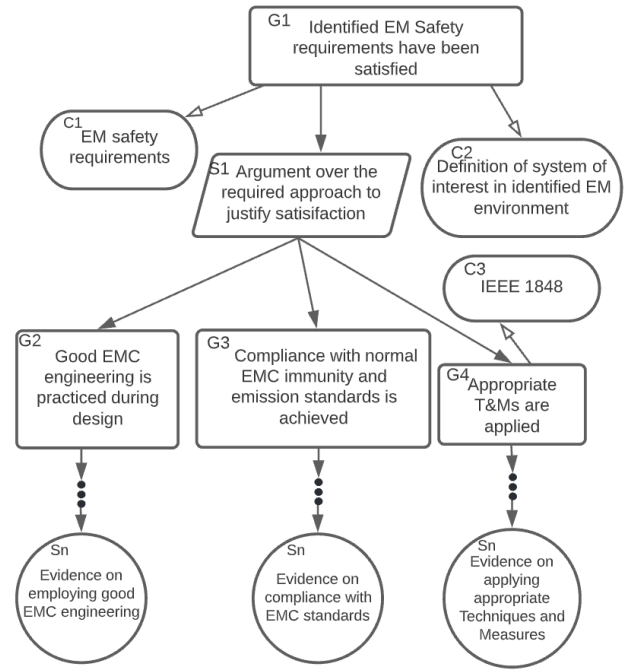 G1
Identified EM Safety
requirements have been
satisfied
C1
EM safety
requirements
S1
Argument over the
required approach to
justify satisifaction
C2
Definition of system of
interest in identified EM
environment
C3
IEEE 1848
G2
Good EMC
engineering is
practiced during
design
G3
Compliance with normal
EMC immunity and
emission standards is
achieved
G4
Appropriate
T&Ms are
applied
Sn
Evidence on
employing good
EMC engineering
Sn
Evidence on
compliance with
EMC standards
Sn
Evidence on
applying
appropriate
Techniques and
Measures